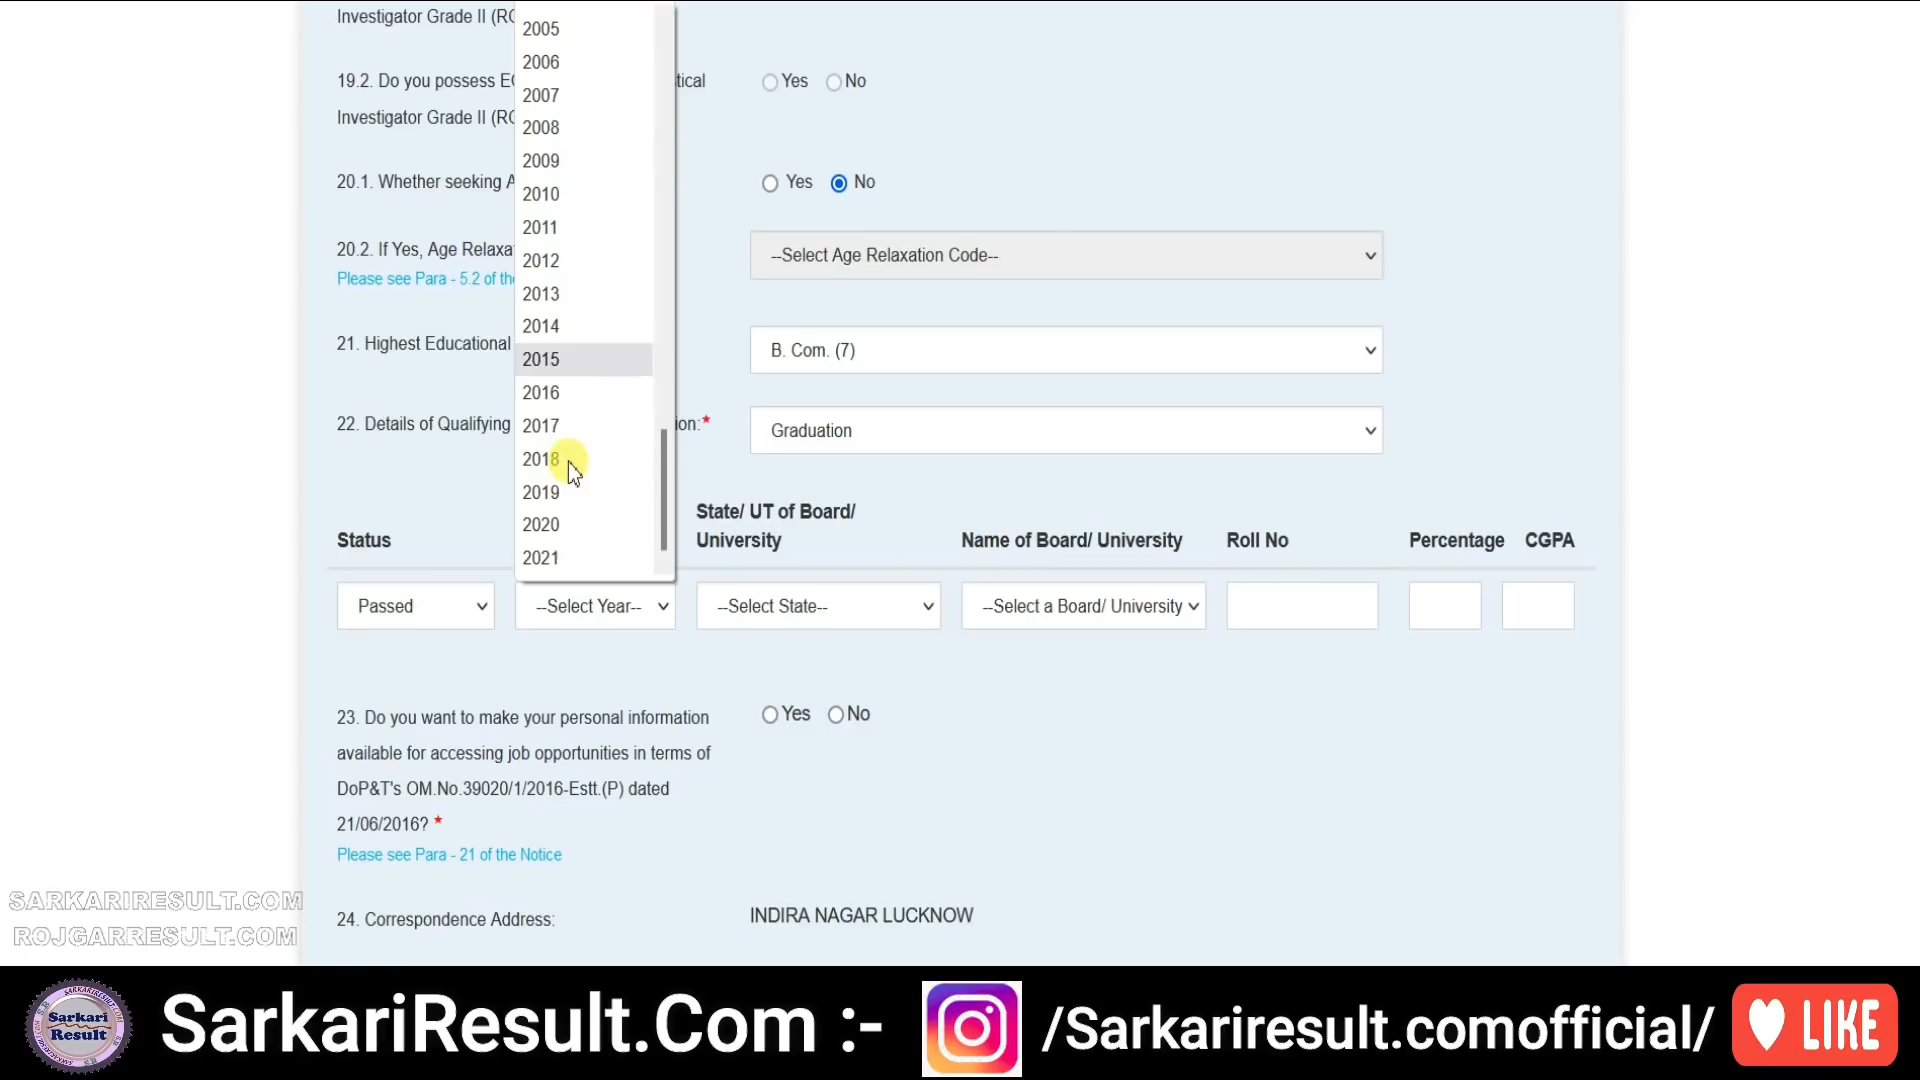 Investigator Grade II (RG
2005
2006
2007
2008
2009
2010
2011
2012
2013
2014
2015
2016
2017
2018
2019
2020
2021
19.2. Do you possess EC
tical
Yes
No
Investigator Grade II (RG
20.1. Whether seeking A
Yes
No
20.2. If Yes, Age Relaxa
--Select Age Relaxation Code--
Please see Para - 5.2 of the
21. Highest Educational
B. Com. (7)
22. Details of Qualifying
ion:*
Graduation
Status
State/ UT of Board/
University
Name of Board/ University
Roll No
Percentage
CGPA
Passed
--Select Year--
--Select State--
--Select a Board/ University
23. Do you want to make your personal information
Yes
No
available for accessing job opportunities in terms of
DoP&T's OM.No.39020/1/2016-Estt.(P) dated
21/06/2016? *
Please see Para - 21 of the Notice
24. Correspondence Address:
INDIRA NAGAR LUCKNOW
SARKARIRESULT.COM
ROJGARRESULT.COM
Sarkari
Result
SarkariResult.Com :-
/Sarkariresult.comofficial/
LIKE